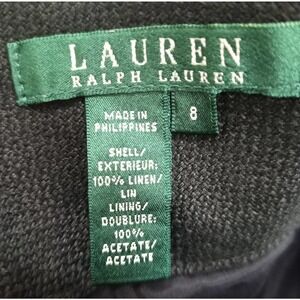 LAUREN
RALPH LAUREN
8
MADE IN
PHILIPPINES
SHELL/
EXTERIEUR:
100% LINEN/
LIN
LINING/
DOUBLURE:
100%
ACETATE/
ACETATE